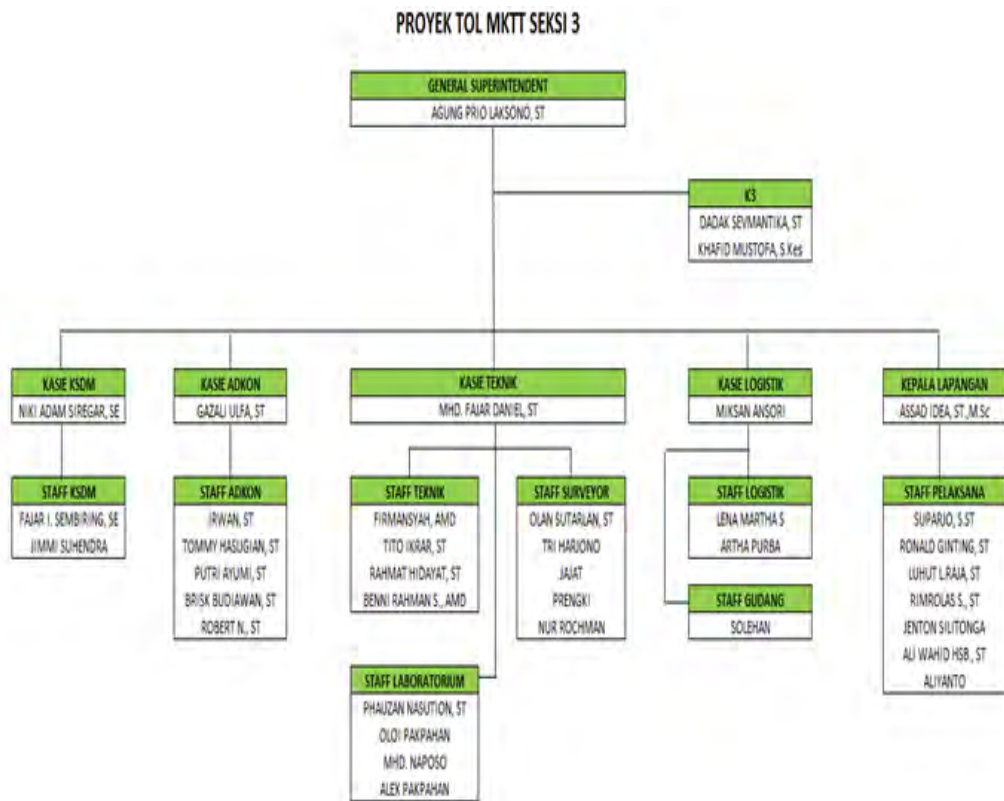 PROYEK TOL MKTT SEKSI 3
GENERAL SUPERINTENDENT
AGUNG PRIO LAKSONO, ST
K3
DADAK SEVMANTIKA, ST
KHAFID MUSTOFA, S.Kes
KASIE KSDM
NIKI ADAM SIREGAR, SE
KASIE ADKON
GAZALI ULFA, ST
KASIE TEKNIK
MHD. FAJAR DANIEL, ST
KASIE LOGISTIK
MIKSAN ANSORI
KEPALA LAPANGAN
ASSAD IDEA, ST.,M.Sc
STAFF KSDM
FAJAR I. SEMBIRING, SE
JIMMI SUHENDRA
STAFF ADKON
IRWAN, ST
TOMMY HASUGIAN, ST
PUTRI AYUMI, ST
BRISK BUDIAWAN, ST
ROBERT N., ST
STAFF TEKNIK
FIRMANSYAH, AMD
TITO IKRAR, ST
RAHMAT HIDAYAT, ST
BENNI RAHMAN S., AMD
STAFF SURVEYOR
OLAN SUTARLAN, ST
TRI HARJONO
JAJAT
PRENGKI
NUR ROCHMAN
STAFF LOGISTIK
LENA MARTHA S
ARTHA PURBA
STAFF GUDANG
SOLEHAN
STAFF PELAKSANA
SUPARJO, S.ST
RONALD GINTING, ST
LUHUT L.RAJA, ST
RIMROLAS S., ST
JENTON SILITONGA
ALI WAHID HSB., ST
ALIYANTO
STAFF LABORATORIUM
PHAUZAN NASUTION, ST
OLOI PAKPAHAN
MHD. NAPOSO
ALEX PAKPAHAN